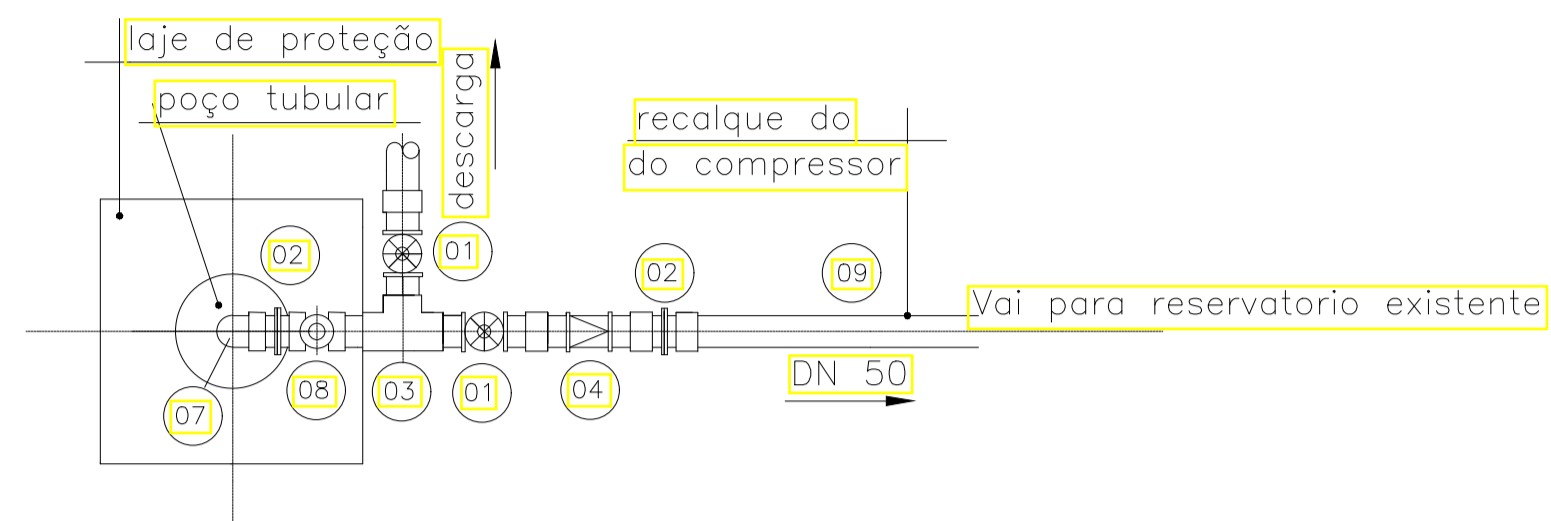 laje de proteção
descarga
poço tubular
recalque do
do compressor
02
01
02
09
Vai para reservatorio existente
DN 50
07
08
03
01
04